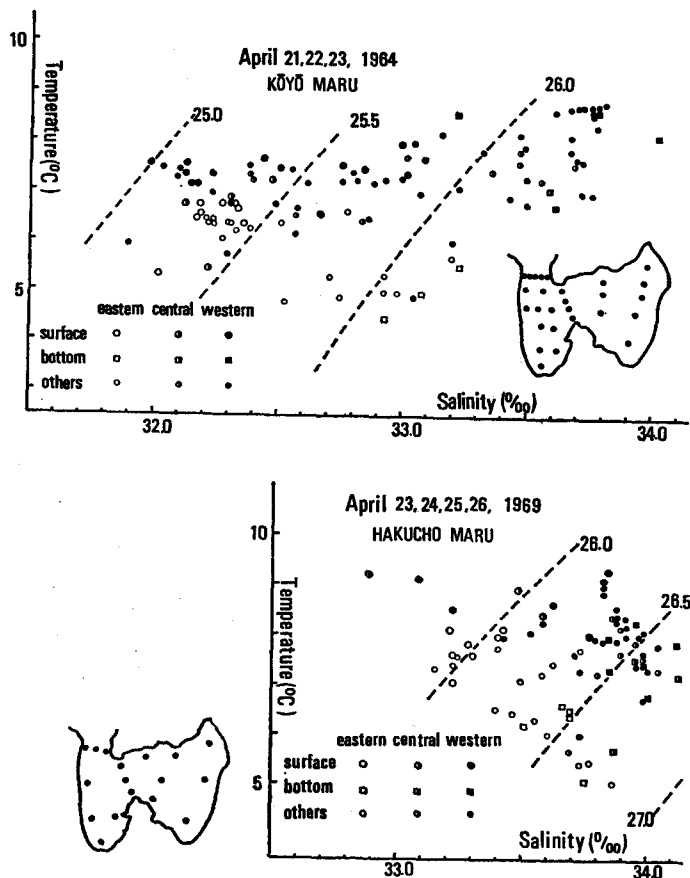 10
April 21,22,23, 1964
KŌYŌ MARU
Temperature(°C)
25.0
25.5
26.0
5
eastern central western
surface
bottom
others
Salinity (‰)
32.0
33.0
34.0
April 23,24,25,26, 1969
HAKUCHO MARU
10
Temperature(°C)
26.0
26.5
eastern central western
surface
bottom
others
5
27.0
Salinity (‰)
33.0
34.0